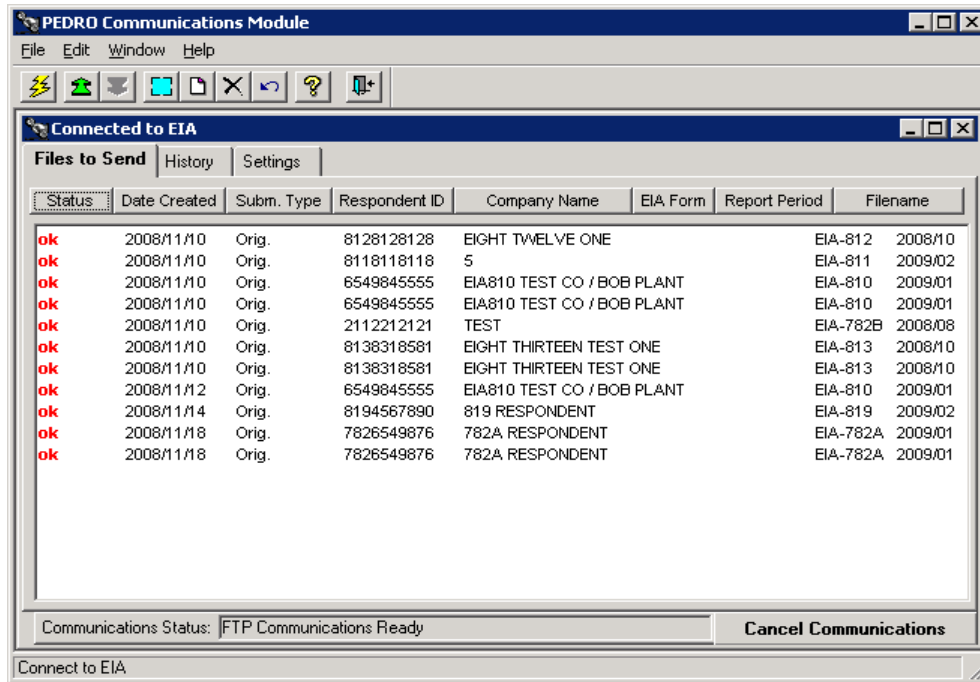 PEDRO Communications Module
File Edit Window Help
Connected to EIA
Files to Send History Settings
Status Date Created Subm. Type Respondent ID Company Name EIA Form Report Period Filename
ok 2008/11/10 Orig. 8128128128 EIGHT TWELVE ONE EIA-812 2008/10
ok 2008/11/10 Orig. 8118118118 5 EIA-811 2009/02
ok 2008/11/10 Orig. 6549845555 EIA810 TEST CO / BOB PLANT EIA-810 2009/01
ok 2008/11/10 Orig. 6549845555 EIA810 TEST CO / BOB PLANT EIA-810 2009/01
ok 2008/11/10 Orig. 2112212121 TEST EIA-782B 2008/08
ok 2008/11/10 Orig. 8138318581 EIGHT THIRTEEN TEST ONE EIA-813 2008/10
ok 2008/11/10 Orig. 8138318581 EIGHT THIRTEEN TEST ONE EIA-813 2008/10
ok 2008/11/12 Orig. 6549845555 EIA810 TEST CO / BOB PLANT EIA-810 2009/01
ok 2008/11/14 Orig. 8194567890 819 RESPONDENT EIA-819 2009/02
ok 2008/11/18 Orig. 7826549876 782A RESPONDENT EIA-782A 2009/01
ok 2008/11/18 Orig. 7826549876 782A RESPONDENT EIA-782A 2009/01
Communications Status: FTP Communications Ready Cancel Communications
Connect to EIA